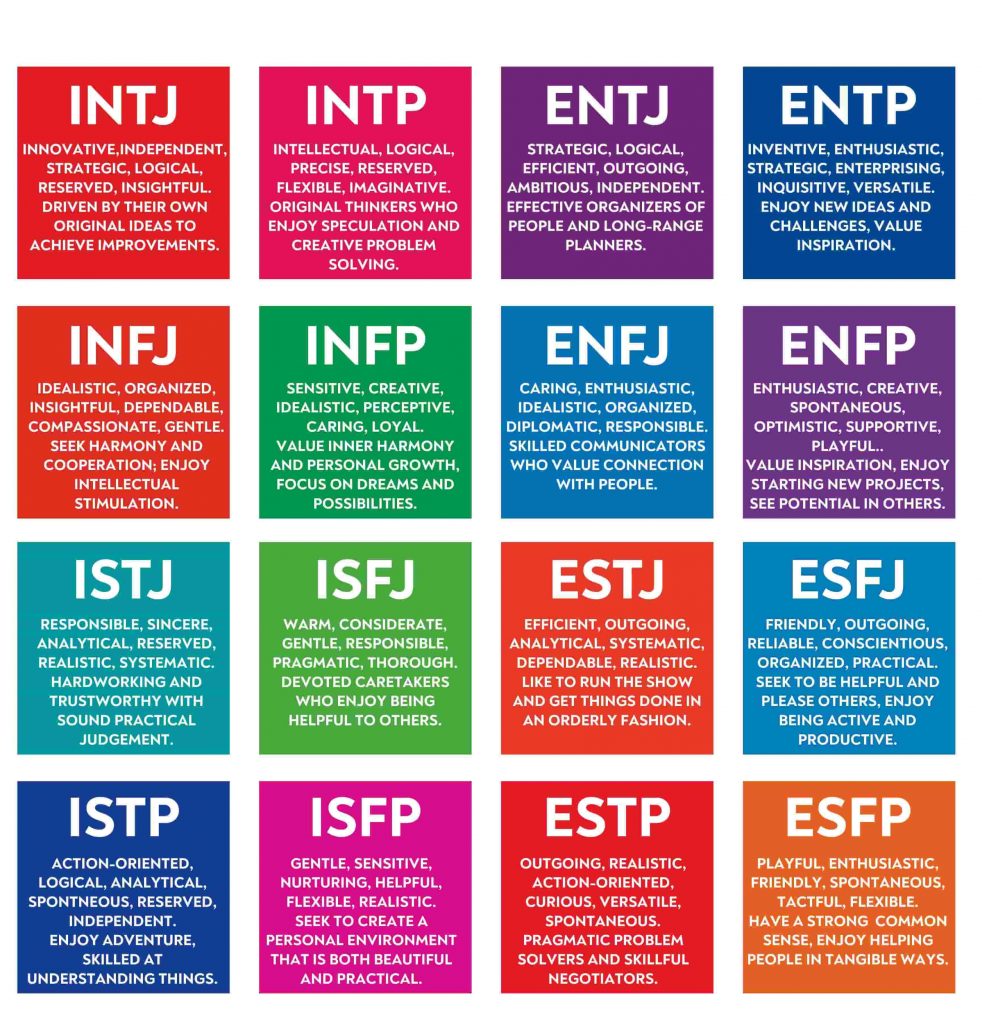 INTJ
INNOVATIVE,INDEPENDENT,
STRATEGIC, LOGICAL,
RESERVED, INSIGHTFUL.
DRIVEN BY THEIR OWN
ORIGINAL IDEAS TO
ACHIEVE IMPROVEMENTS.
INTP
INTELLECTUAL, LOGICAL,
PRECISE, RESERVED,
FLEXIBLE, IMAGINATIVE.
ORIGINAL THINKERS WHO
ENJOY SPECULATION AND
CREATIVE PROBLEM
SOLVING.
ENTJ
STRATEGIC, LOGICAL,
EFFICIENT, OUTGOING,
AMBITIOUS, INDEPENDENT.
EFFECTIVE ORGANIZERS OF
PEOPLE AND LONG-RANGE
PLANNERS.
ENTP
INVENTIVE, ENTHUSIASTIC,
STRATEGIC, ENTERPRISING,
INQUISITIVE, VERSATILE.
ENJOY NEW IDEAS AND
CHALLENGES, VALUE
INSPIRATION.
INFJ
IDEALISTIC, ORGANIZED,
INSIGHTFUL, DEPENDABLE,
COMPASSIONATE, GENTLE.
SEEK HARMONY AND
COOPERATION; ENJOY
INTELLECTUAL
STIMULATION.
INFP
SENSITIVE, CREATIVE,
IDEALISTIC, PERCEPTIVE,
CARING, LOYAL.
VALUE INNER HARMONY
AND PERSONAL GROWTH,
FOCUS ON DREAMS AND
POSSIBILITIES.
ENFJ
CARING, ENTHUSIASTIC,
IDEALISTIC, ORGANIZED,
DIPLOMATIC, RESPONSIBLE.
SKILLED COMMUNICATORS
WHO VALUE CONNECTION
WITH PEOPLE.
ENFP
ENTHUSIASTIC, CREATIVE,
SPONTANEOUS,
OPTIMISTIC, SUPPORTIVE,
PLAYFUL..
VALUE INSPIRATION, ENJOY
STARTING NEW PROJECTS,
SEE POTENTIAL IN OTHERS.
ISTJ
RESPONSIBLE, SINCERE,
ANALYTICAL, RESERVED,
REALISTIC, SYSTEMATIC.
HARDWORKING AND
TRUSTWORTHY WITH
SOUND PRACTICAL
JUDGEMENT.
ISFJ
WARM, CONSIDERATE,
GENTLE, RESPONSIBLE,
PRAGMATIC, THOROUGH.
DEVOTED CARETAKERS
WHO ENJOY BEING
HELPFUL TO OTHERS.
ESTJ
EFFICIENT, OUTGOING,
ANALYTICAL, SYSTEMATIC,
DEPENDABLE, REALISTIC.
LIKE TO RUN THE SHOW
AND GET THINGS DONE IN
AN ORDERLY FASHION.
ESFJ
FRIENDLY, OUTGOING,
RELIABLE, CONSCIENTIOUS,
ORGANIZED, PRACTICAL.
SEEK TO BE HELPFUL AND
PLEASE OTHERS, ENJOY
BEING ACTIVE AND
PRODUCTIVE.
ISTP
ACTION-ORIENTED,
LOGICAL, ANALYTICAL,
SPONTNEOUS, RESERVED,
INDEPENDENT.
ENJOY ADVENTURE,
SKILLED AT
UNDERSTANDING THINGS.
ISFP
GENTLE, SENSITIVE,
NURTURING, HELPFUL,
FLEXIBLE, REALISTIC.
SEEK TO CREATE A
PERSONAL ENVIRONMENT
THAT IS BOTH BEAUTIFUL
AND PRACTICAL.
ESTP
OUTGOING, REALISTIC,
ACTION-ORIENTED,
CURIOUS, VERSATILE,
SPONTANEOUS.
PRAGMATIC PROBLEM
SOLVERS AND SKILLFUL
NEGOTIATORS.
ESFP
PLAYFUL, ENTHUSIASTIC,
FRIENDLY, SPONTANEOUS,
TACTFUL, FLEXIBLE.
HAVE A STRONG COMMON
SENSE, ENJOY HELPING
PEOPLE IN TANGIBLE WAYS.